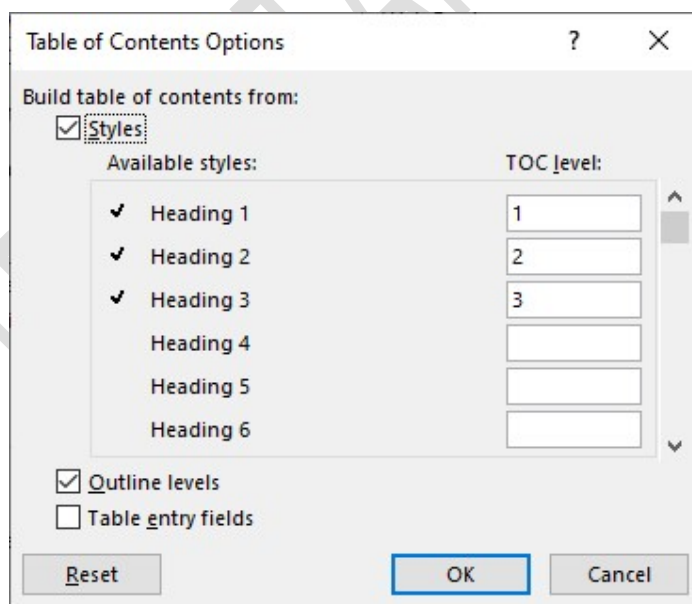 Table of Contents Options ? ×
Build table of contents from:
Styles
Available styles: TOC level:
Heading 1 1
Heading 2 2
Heading 3 3
Heading 4
Heading 5
Heading 6
Outline levels
Table entry fields
Reset OK Cancel